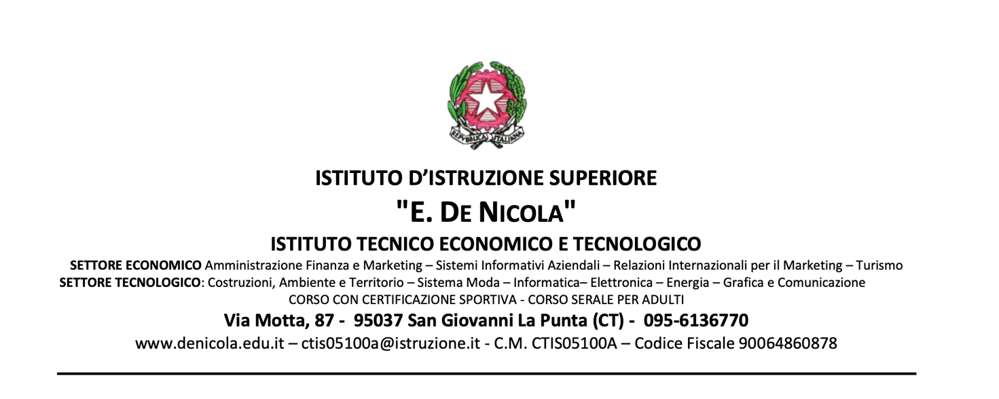 REPVBBLICA ITALIANA
ISTITUTO D’ISTRUZIONE SUPERIORE
"E. DE NICOLA"
ISTITUTO TECNICO ECONOMICO E TECNOLOGICO
SETTORE ECONOMICO Amministrazione Finanza e Marketing – Sistemi Informativi Aziendali – Relazioni Internazionali per il Marketing – Turismo
SETTORE TECNOLOGICO: Costruzioni, Ambiente e Territorio – Sistema Moda – Informatica– Elettronica – Energia – Grafica e Comunicazione
CORSO CON CERTIFICAZIONE SPORTIVA - CORSO SERALE PER ADULTI
Via Motta, 87 - 95037 San Giovanni La Punta (CT) - 095-6136770
www.denicola.edu.it – ctis05100a@istruzione.it - C.M. CTIS05100A – Codice Fiscale 90064860878